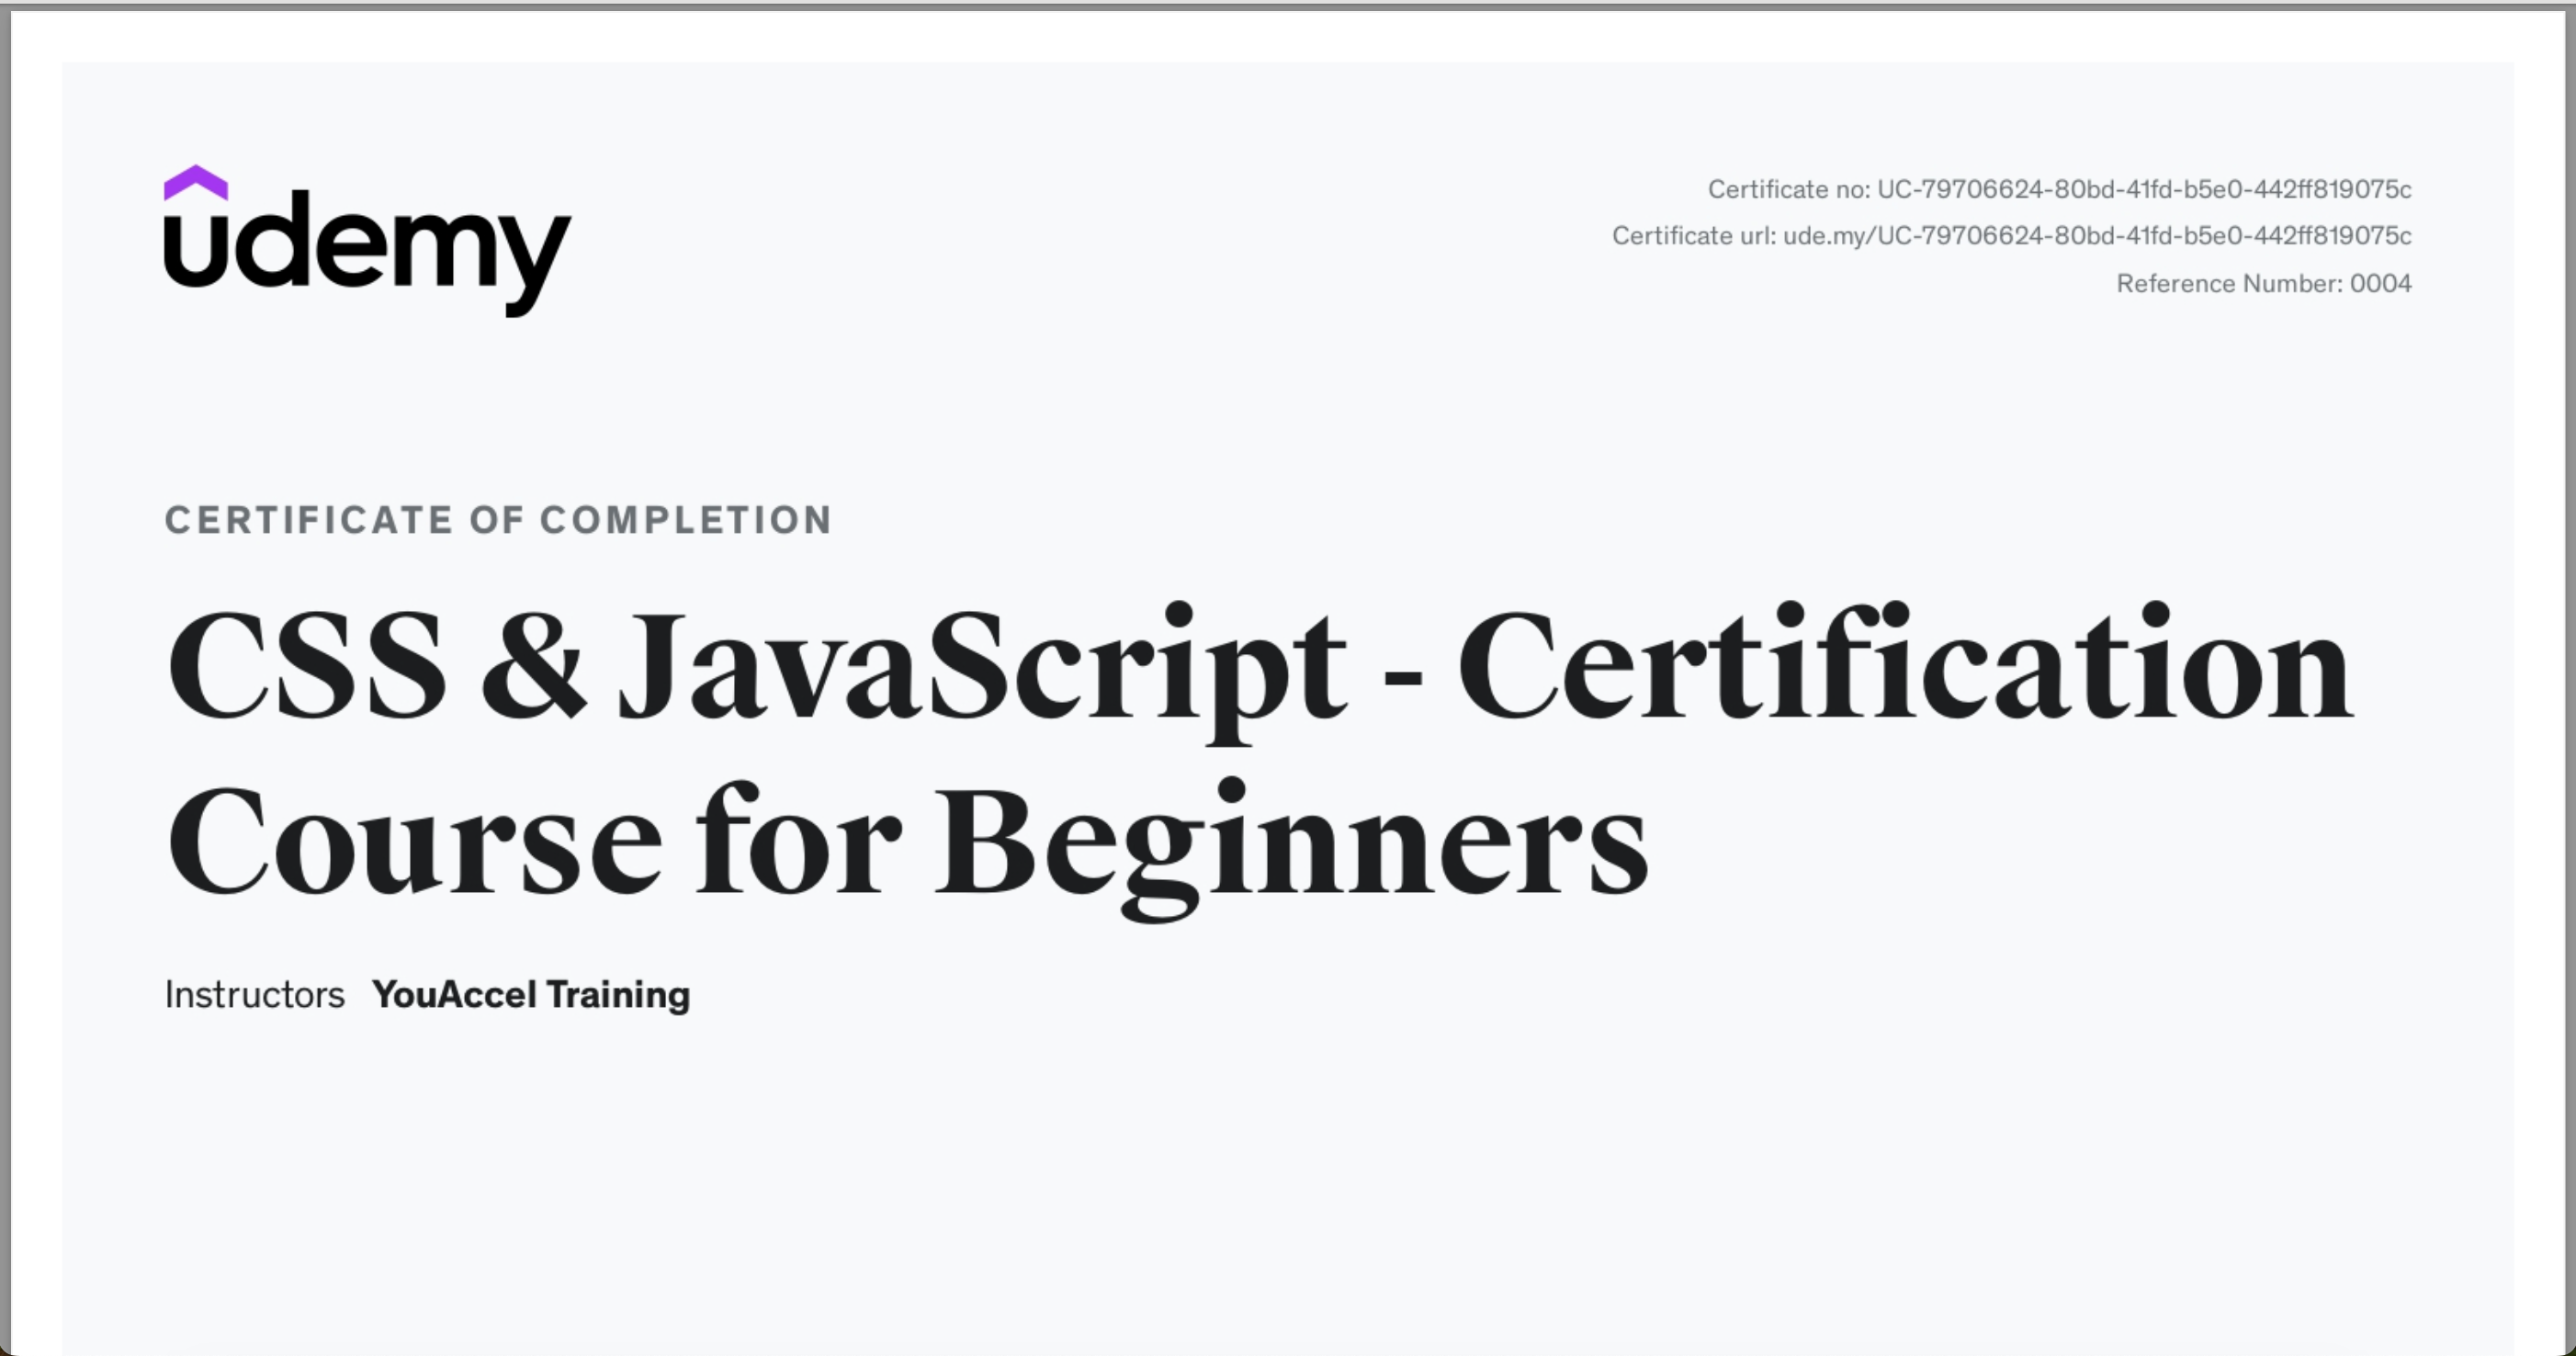 udemy
Certificate no: UC-79706624-80bd-41fd-b5e0-442ff819075c
Certificate url: ude.my/UC-79706624-80bd-41fd-b5e0-442ff819075c
Reference Number: 0004
CERTIFICATE OF COMPLETION
CSS & JavaScript - Certification
Course for Beginners
Instructors YouAccel Training